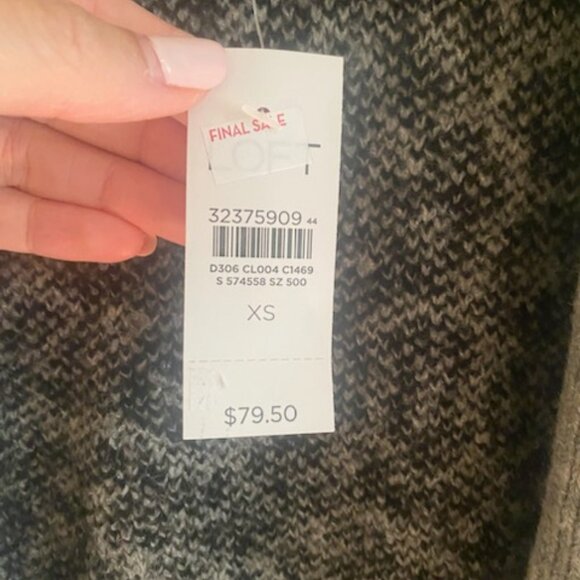 FINAL SALE
LOFT
32375909 44
D306 CL004 C1469
S 574558 SZ 500
XS
$79.50